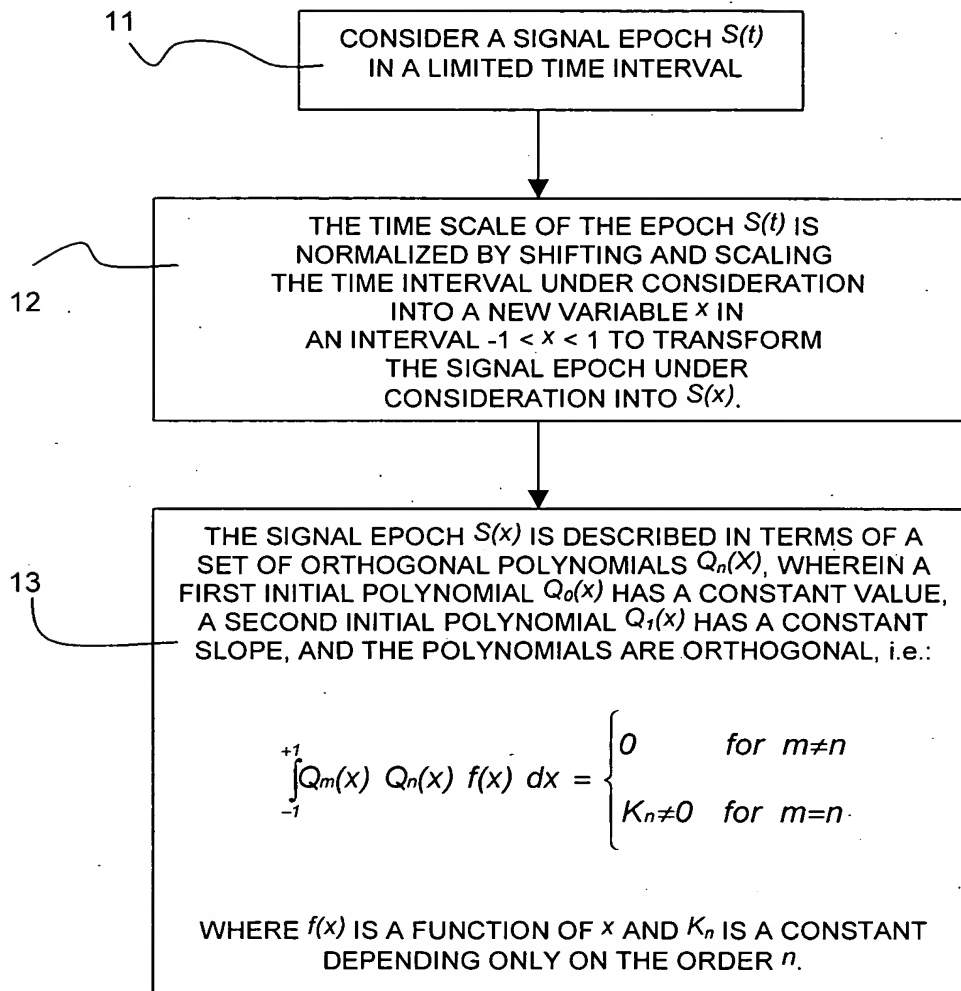 11
CONSIDER A SIGNAL EPOCH S(t)
IN A LIMITED TIME INTERVAL
12
THE TIME SCALE OF THE EPOCH S(t) IS
NORMALIZED BY SHIFTING AND SCALING
THE TIME INTERVAL UNDER CONSIDERATION
INTO A NEW VARIABLE x IN
AN INTERVAL -1 < x < 1 TO TRANSFORM
THE SIGNAL EPOCH UNDER
CONSIDERATION INTO S(x).
13
THE SIGNAL EPOCH S(x) IS DESCRIBED IN TERMS OF A
SET OF ORTHOGONAL POLYNOMIALS Qn(X), WHEREIN A
FIRST INITIAL POLYNOMIAL Q0(x) HAS A CONSTANT VALUE,
A SECOND INITIAL POLYNOMIAL Q1(x) HAS A CONSTANT
SLOPE, AND THE POLYNOMIALS ARE ORTHOGONAL, i.e.:
∫₋₁⁺¹ Qm(x) Qn(x) f(x) dx = {
0 for m≠n
Kn≠0 for m=n
WHERE f(x) IS A FUNCTION OF x AND Kn IS A CONSTANT
DEPENDING ONLY ON THE ORDER n.